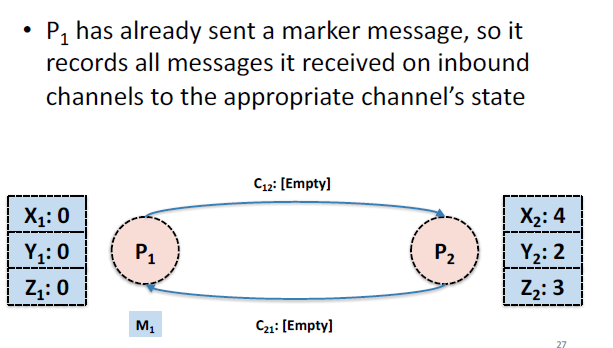 • P₁ has already sent a marker message, so it
records all messages it received on inbound
channels to the appropriate channel’s state
C₁₂: [Empty]
X₁: 0
Y₁: 0
Z₁: 0
P₁
P₂
X₂: 4
Y₂: 2
Z₂: 3
M₁
C₂₁: [Empty]
27